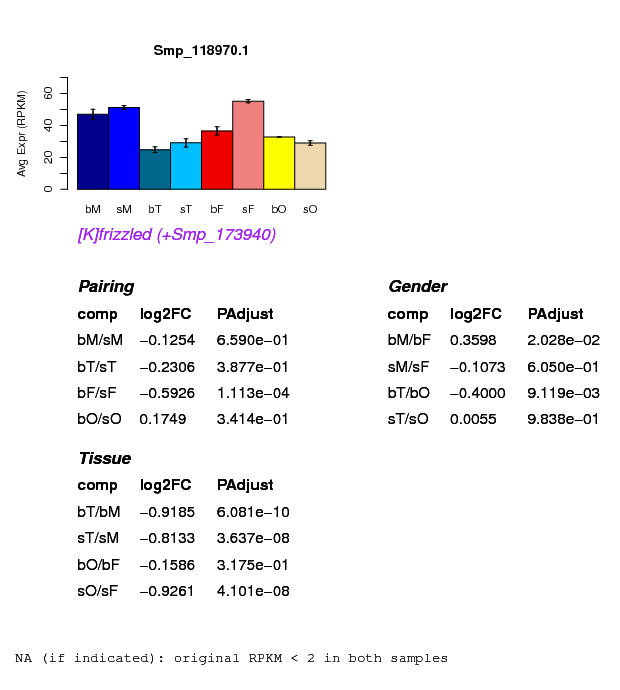 Smp_118970.1
Avg Expr (RPKM)
0 20 40 60
bM sM bT sT bF sF bO sO
[K]frizzled (+Smp_173940)
Pairing
comp log2FC PAdjust
bM/sM −0.1254 6.590e−01
bT/sT −0.2306 3.877e−01
bF/sF −0.5926 1.113e−04
bO/sO 0.1749 3.414e−01
Gender
comp log2FC PAdjust
bM/bF 0.3598 2.028e−02
sM/sF −0.1073 6.050e−01
bT/bO −0.4000 9.119e−03
sT/sO 0.0055 9.838e−01
Tissue
comp log2FC PAdjust
bT/bM −0.9185 6.081e−10
sT/sM −0.8133 3.637e−08
bO/bF −0.1586 3.175e−01
sO/sF −0.9261 4.101e−08
NA (if indicated): original RPKM < 2 in both samples